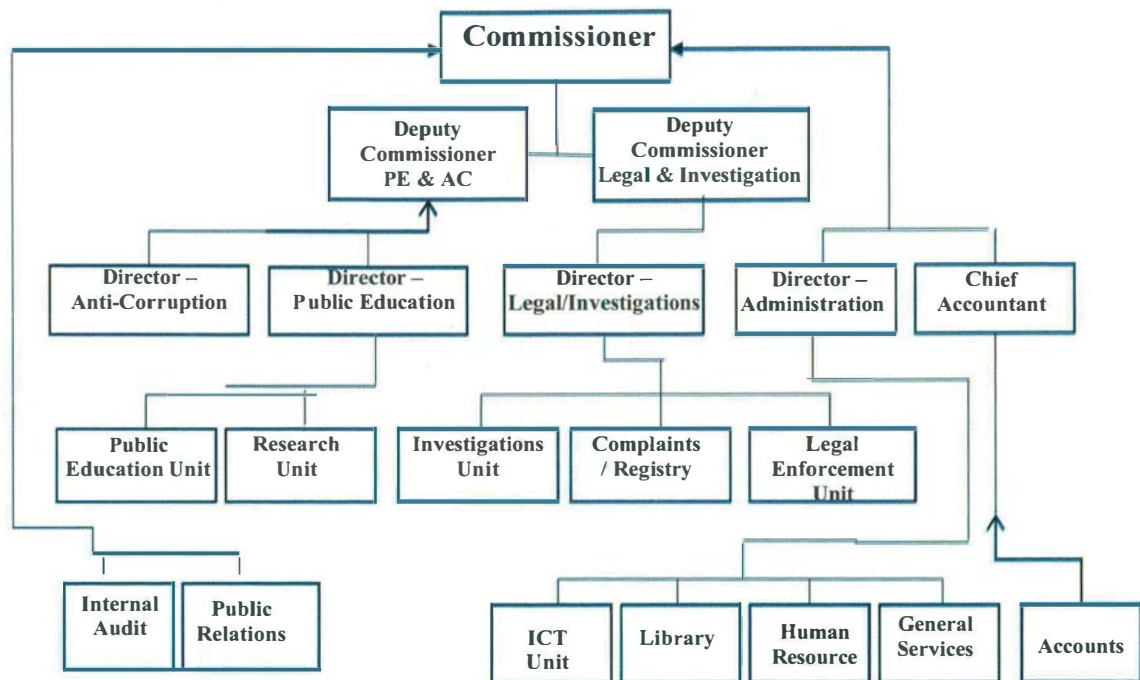 Commissioner
Deputy
Commissioner
PE & AC
Deputy
Commissioner
Legal & Investigation
Director –
Anti-Corruption
Director –
Public Education
Director –
Legal/Investigations
Director –
Administration
Chief
Accountant
Public
Education Unit
Research
Unit
Investigations
Unit
Complaints
/ Registry
Legal
Enforcement
Unit
Internal
Audit
Public
Relations
ICT
Unit
Library
Human
Resource
General
Services
Accounts